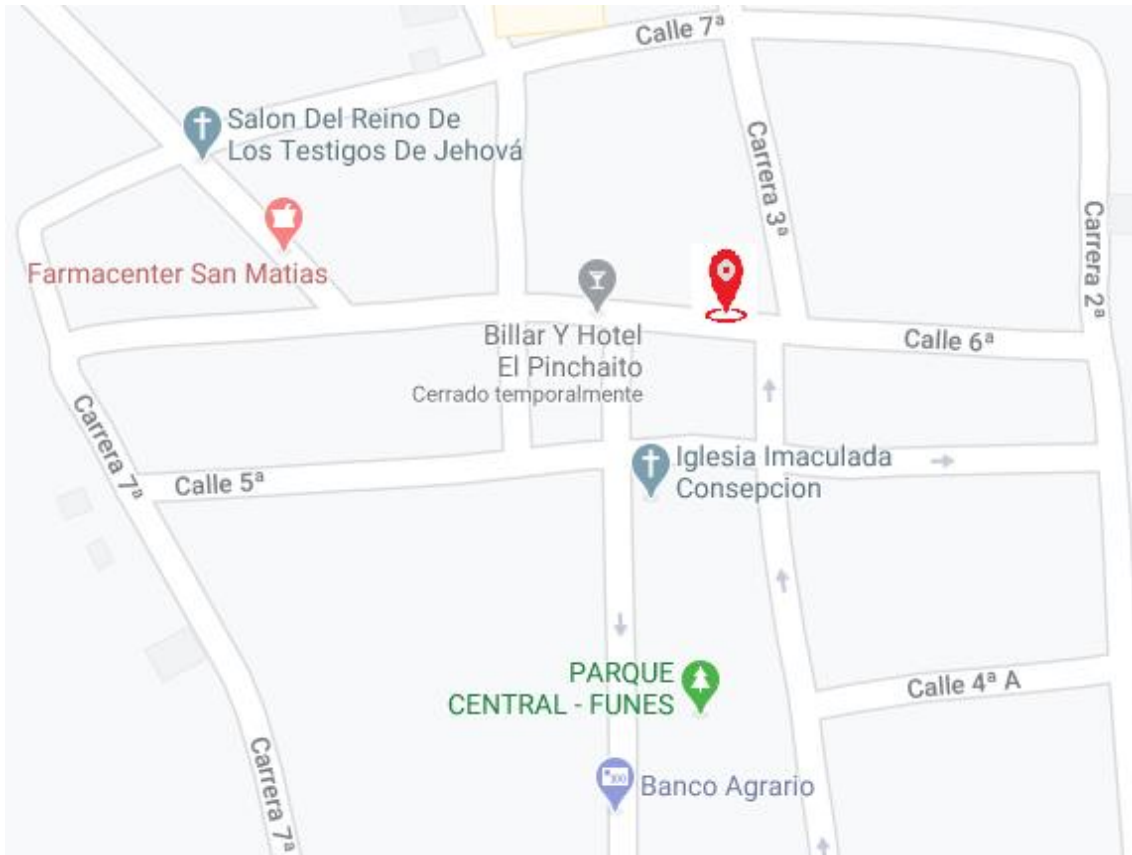 Calle 7ª
Salon Del Reino De
Los Testigos De Jehová
Carrera 3ª
Farmacenter San Matias
Carrera 2ª
Billar Y Hotel
El Pinchaito
Cerrado temporalmente
Calle 6ª
Carrera 7ª
Calle 5ª
Iglesia Imaculada
Consepcion
PARQUE
CENTRAL - FUNES
Calle 4ª A
Carrera 7ª
Banco Agrario